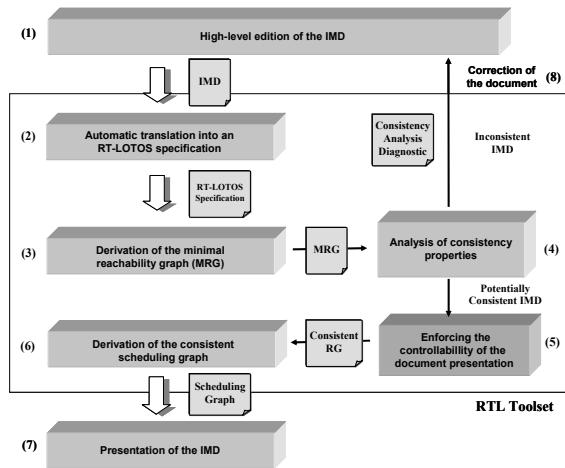 (1)
High-level edition of the IMD
IMD
Correction of
the document
(8)
(2)
Automatic translation into an
RT-LOTOS specification
Consistency
Analysis
Diagnostic
Inconsistent
IMD
RT-LOTOS
Specification
(3)
Derivation of the minimal
reachability graph (MRG)
MRG
Analysis of consistency
properties
(4)
Potentially
Consistent IMD
(6)
Derivation of the consistent
scheduling graph
Consistent
RG
Enforcing the
controllability of the
document presentation
(5)
Scheduling
Graph
RTL Toolset
(7)
Presentation of the IMD